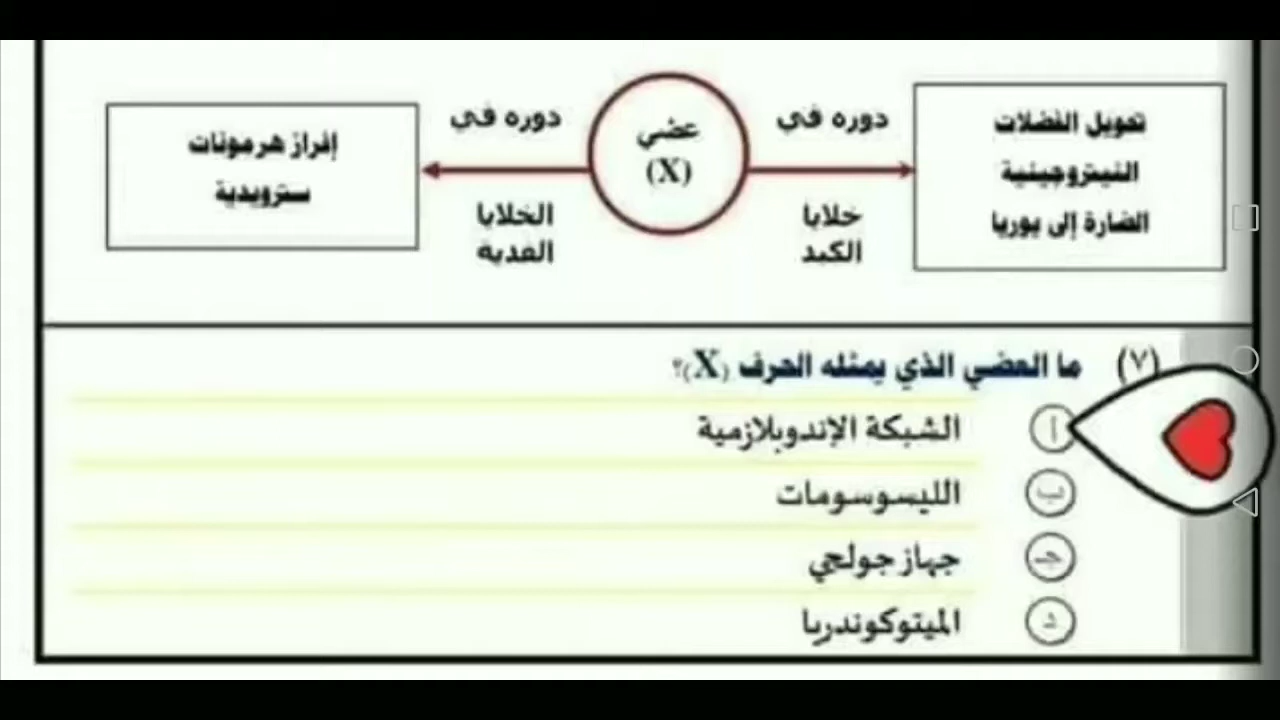 تحويل الفضلات
النيتروجينية
الضارة إلى يوريا
دوره في
خلايا
الكبد
عضي
(X)
دوره في
الخلايا
الغدية
إفراز هرمونات
سترويدية
(٧) ما العضي الذي يمثله الحرف (X)؟
أ الشبكة الإندوبلازمية
ب الليسوسومات
جـ جهاز جولجي
د الميتوكوندريا